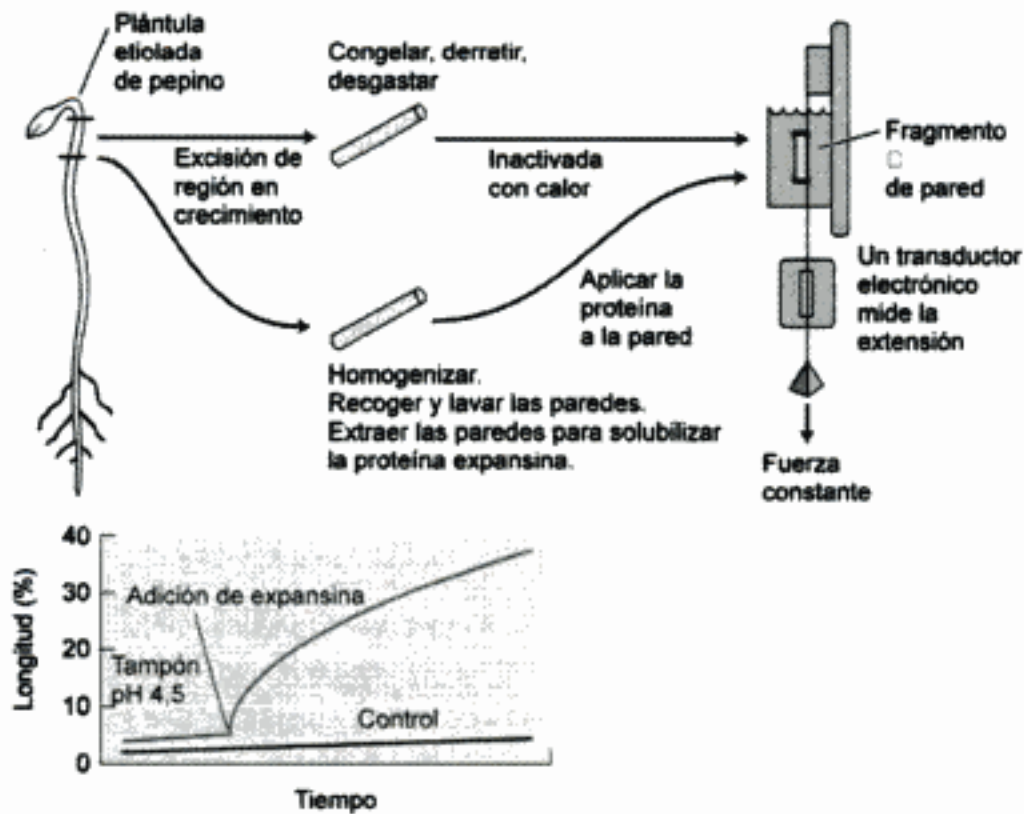 Plántula
etiolada
de pepino
Congelar, derretir,
desgastar
Excisión de
región en
crecimiento
Inactivada
con calor
Fragmento
de pared
Aplicar la
proteína
a la pared
Un transductor
electrónico
mide la
extensión
Homogenizar.
Recoger y lavar las paredes.
Extraer las paredes para solubilizar
la proteína expansina.
Fuerza
constante
Longitud (%)
40
30
20
10
0
Adición de expansina
Tampón
pH 4,5
Control
Tiempo